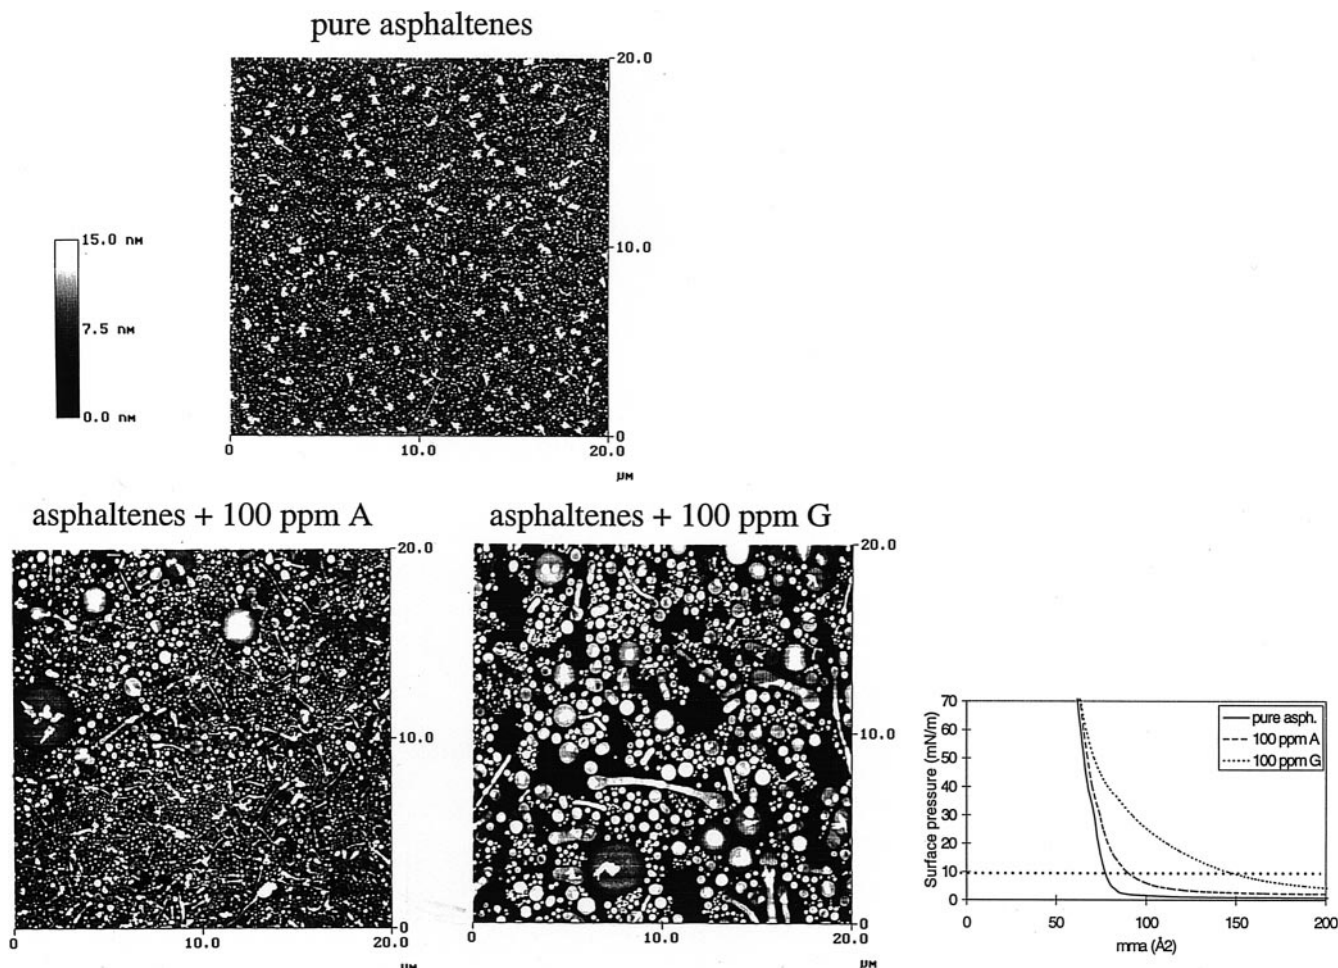 pure asphaltenes
20.0
10.0
0
0
10.0
20.0
μM
15.0 nm
7.5 nm
0.0 nm
asphaltenes + 100 ppm A
20.0
10.0
0
0
10.0
20.0
μM
asphaltenes + 100 ppm G
20.0
10.0
0
0
10.0
20.0
μM
Surface pressure (mN/m)
70
60
50
40
30
20
10
0
0
50
100
150
200
mma (Å2)
pure asph.
100 ppm A
100 ppm G